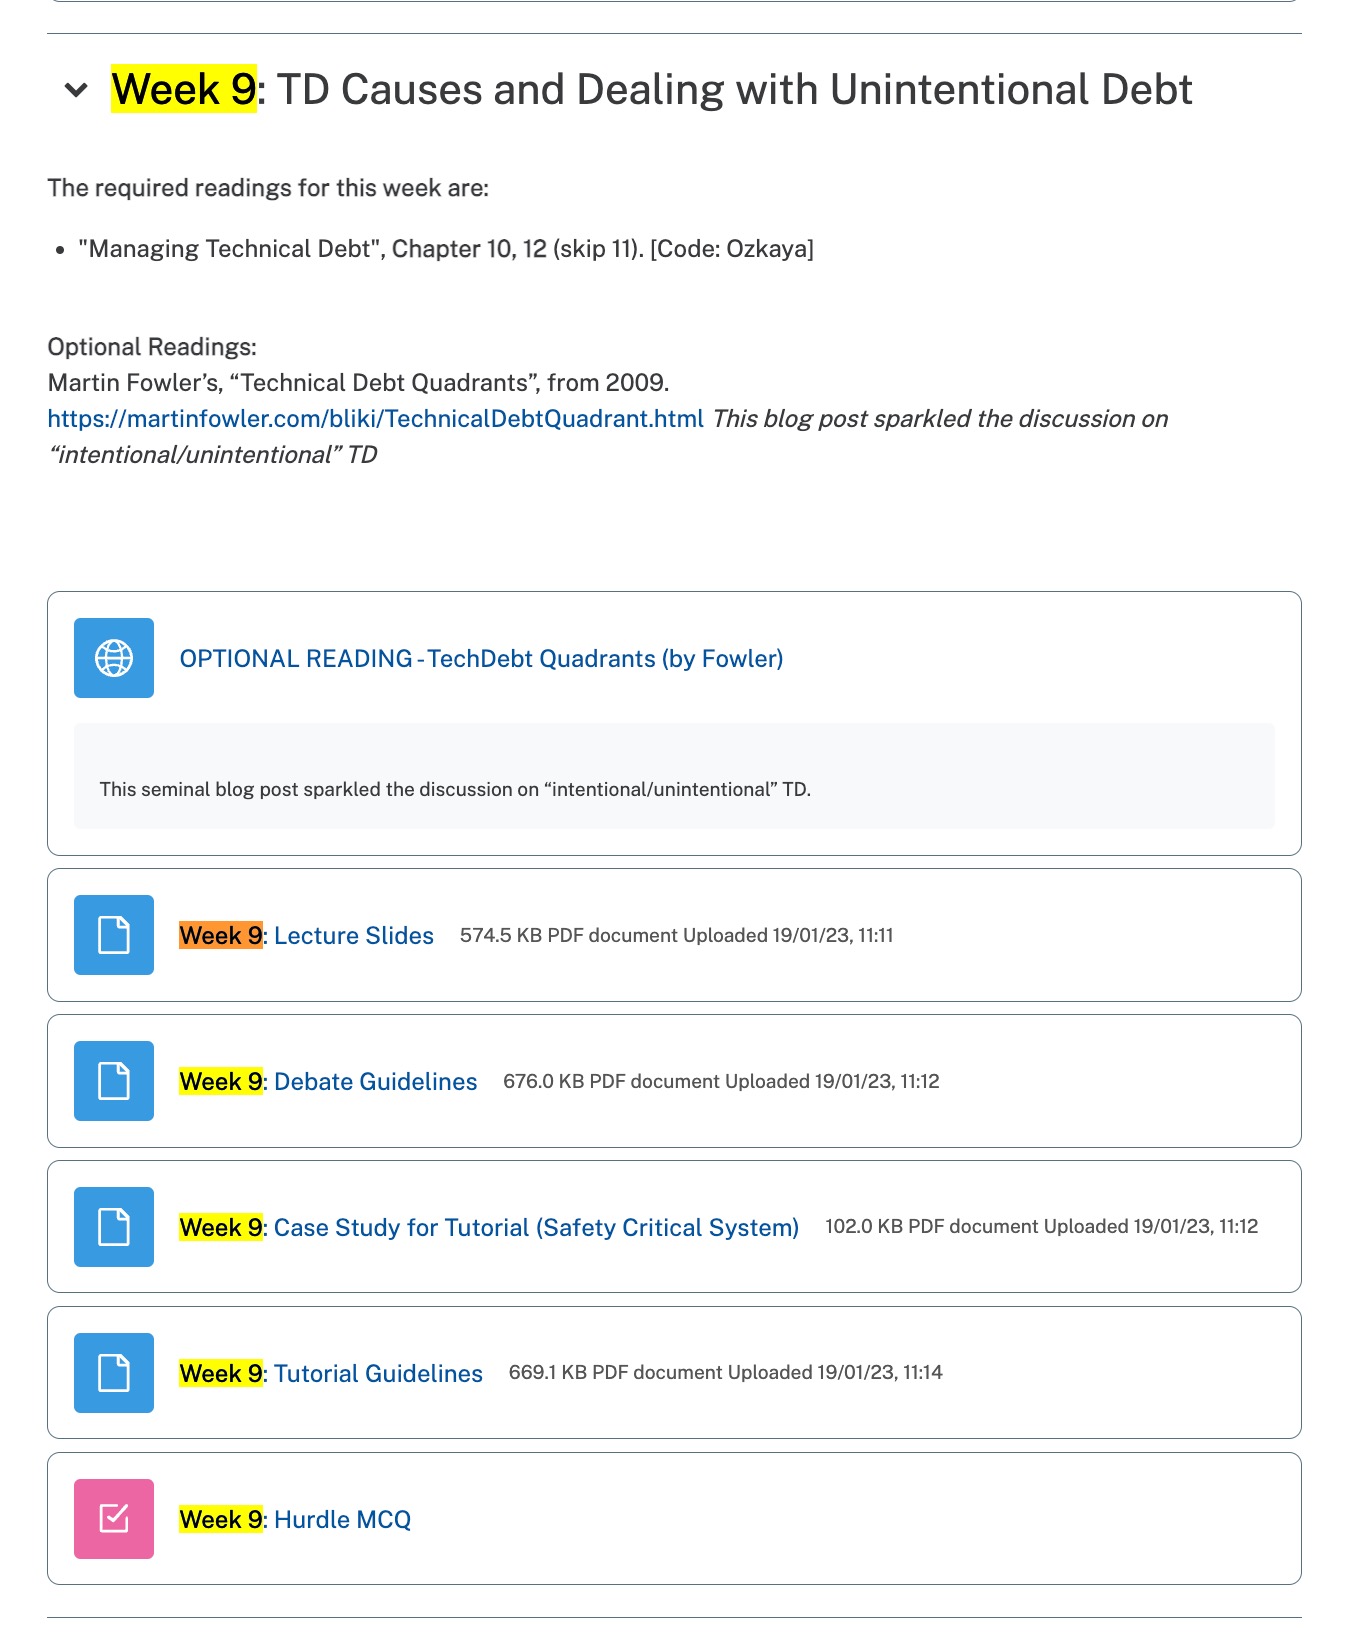 Week 9: TD Causes and Dealing with Unintentional Debt
The required readings for this week are:
• "Managing Technical Debt", Chapter 10, 12 (skip 11). [Code: Ozkaya]
Optional Readings:
Martin Fowler’s, “Technical Debt Quadrants”, from 2009.
https://martinfowler.com/bliki/TechnicalDebtQuadrant.html This blog post sparkled the discussion on
“intentional/unintentional” TD
OPTIONAL READING - TechDebt Quadrants (by Fowler)
This seminal blog post sparkled the discussion on “intentional/unintentional” TD.
Week 9: Lecture Slides 574.5 KB PDF document Uploaded 19/01/23, 11:11
Week 9: Debate Guidelines 676.0 KB PDF document Uploaded 19/01/23, 11:12
Week 9: Case Study for Tutorial (Safety Critical System) 102.0 KB PDF document Uploaded 19/01/23, 11:12
Week 9: Tutorial Guidelines 669.1 KB PDF document Uploaded 19/01/23, 11:14
Week 9: Hurdle MCQ